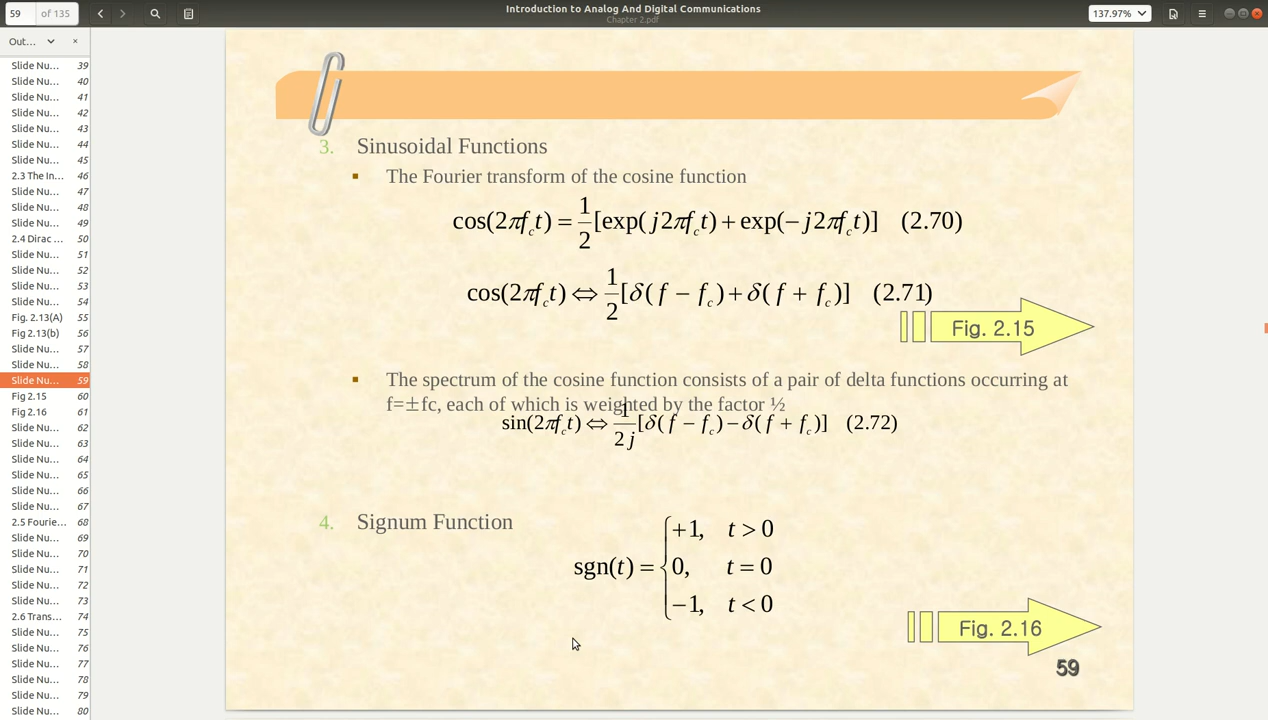 Introduction to Analog And Digital Communications
Chapter 2.pdf
59 of 135
137.97%
Out...
Slide Nu... 39
Slide Nu... 40
Slide Nu... 41
Slide Nu... 42
Slide Nu... 43
Slide Nu... 44
Slide Nu... 45
2.3 The In... 46
Slide Nu... 47
Slide Nu... 48
Slide Nu... 49
2.4 Dirac ... 50
Slide Nu... 51
Slide Nu... 52
Slide Nu... 53
Slide Nu... 54
Fig. 2.13(A) 55
Fig 2.13(b) 56
Slide Nu... 57
Slide Nu... 58
Slide Nu... 59
Fig 2.15 60
Fig 2.16 61
Slide Nu... 62
Slide Nu... 63
Slide Nu... 64
Slide Nu... 65
Slide Nu... 66
Slide Nu... 67
2.5 Fourie... 68
Slide Nu... 69
Slide Nu... 70
Slide Nu... 71
Slide Nu... 72
Slide Nu... 73
2.6 Trans... 74
Slide Nu... 75
Slide Nu... 76
Slide Nu... 77
Slide Nu... 78
Slide Nu... 79
Slide Nu... 80
3. Sinusoidal Functions
▪ The Fourier transform of the cosine function
cos(2πf_c t) = 1/2 [exp(j2πf_c t) + exp(−j2πf_c t)] (2.70)
cos(2πf_c t) ⇔ 1/2 [δ(f − f_c) + δ(f + f_c)] (2.71)
Fig. 2.15
▪ The spectrum of the cosine function consists of a pair of delta functions occurring at
f=±fc, each of which is weighted by the factor ½
sin(2πf_c t) ⇔ 1/2j [δ(f − f_c) − δ(f + f_c)] (2.72)
4. Signum Function
+1, t > 0
sgn(t) = { 0, t = 0
−1, t < 0
Fig. 2.16
59